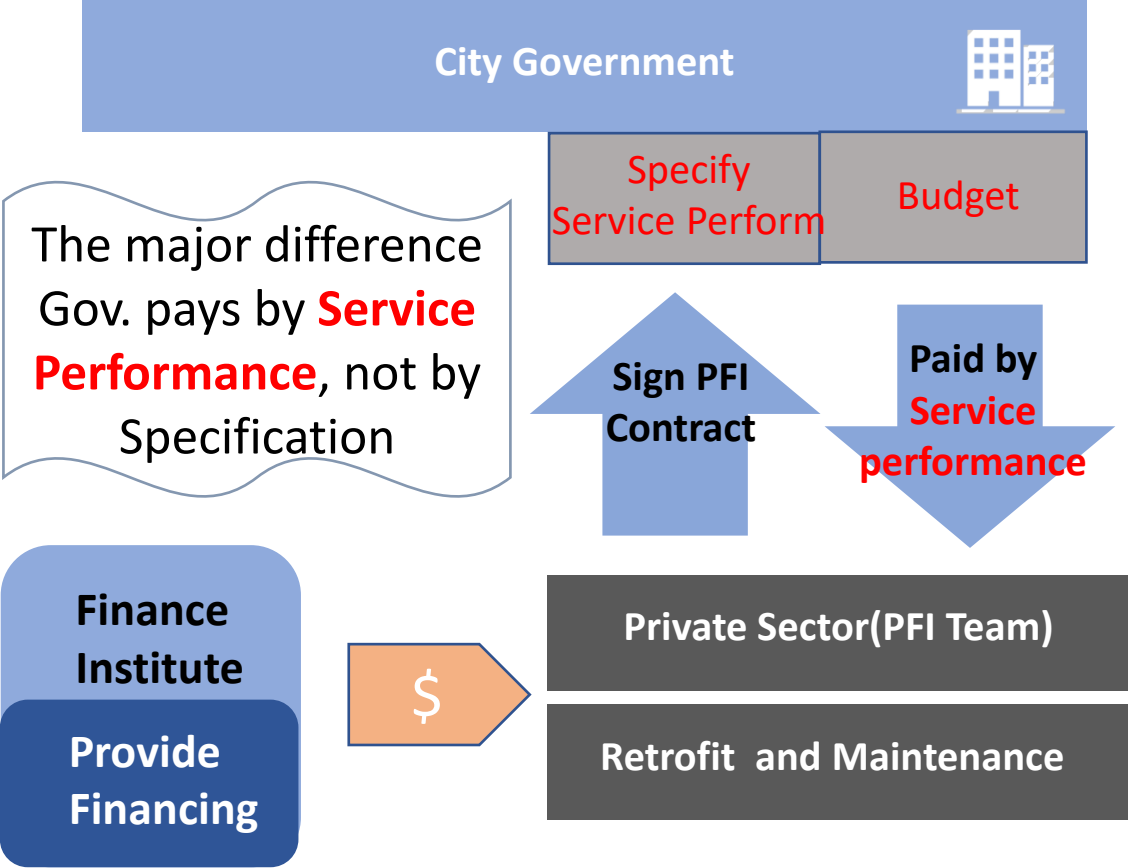 City Government
Specify
Service Perform
Budget
The major difference
Gov. pays by Service
Performance, not by
Specification
Sign PFI
Contract
Paid by
Service
performance
Finance
Institute
Provide
Financing
$
Private Sector(PFI Team)
Retrofit  and Maintenance